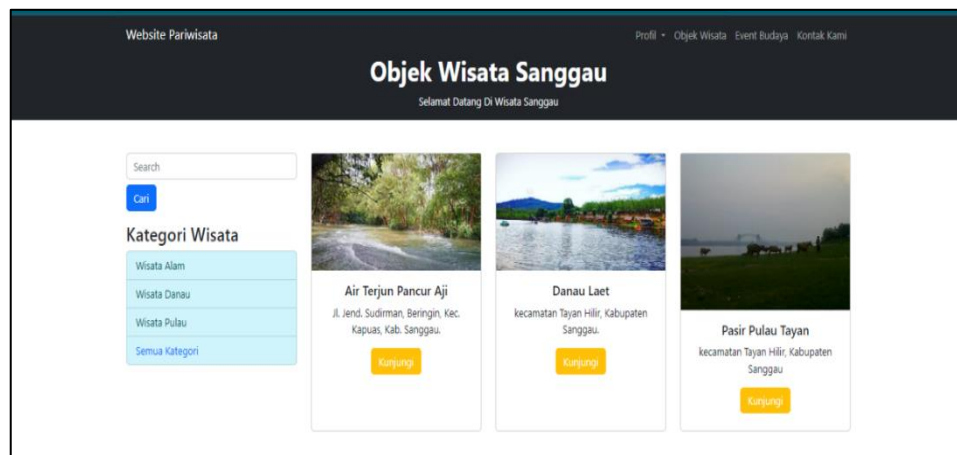 Website Pariwisata
Profil Objek Wisata Event Budaya Kontak Kami
Objek Wisata Sanggau
Selamat Datang Di Wisata Sanggau
Search
Cari
Kategori Wisata
Wisata Alam
Wisata Danau
Wisata Pulau
Semua Kategori
Air Terjun Pancur Aji
Jl. Jend. Sudirman, Beringin, Kec.
Kapuas, Kab. Sanggau.
Kunjungi
Danau Laet
kecamatan Tayan Hilir, Kabupaten
Sanggau.
Kunjungi
Pasir Pulau Tayan
kecamatan Tayan Hilir, Kabupaten
Sanggau
Kunjungi